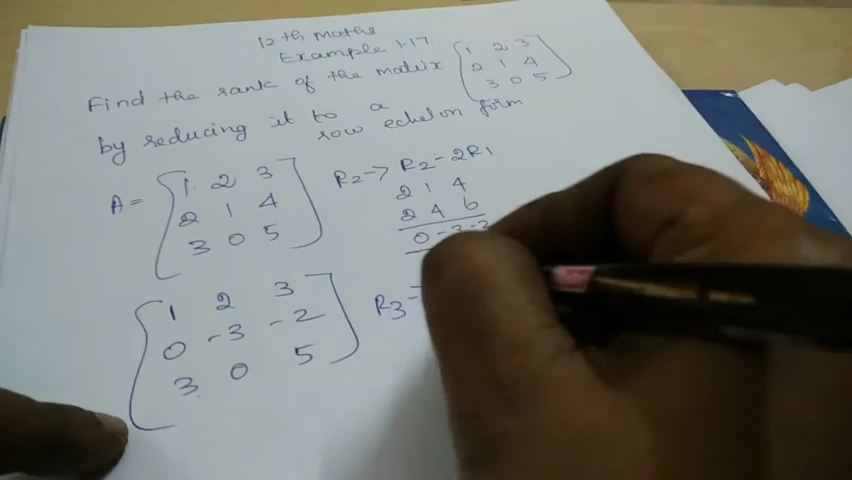 12th Maths
Example 1.17
Find the rank of the matrix [1 2 3
2 1 4
3 0 5]
by reducing it to a row echelon form
A = [1 2 3
2 1 4
3 0 5]
R2 -> R2 - 2R1
2 1 4
2 4 6
0 -3 -2
[1 2 3
0 -3 -2
3 0 5]
R3